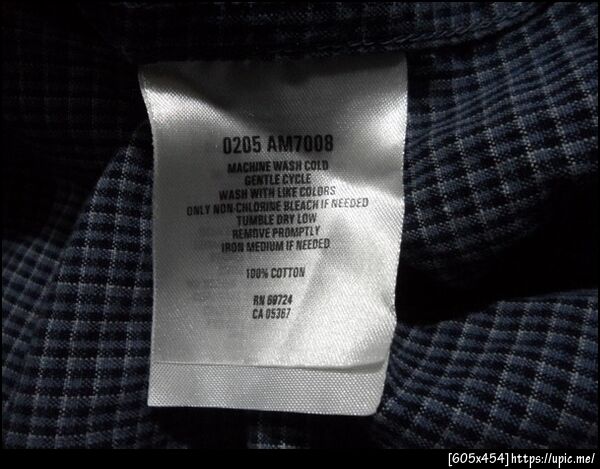 0205 AM7008
MACHINE WASH COLD
GENTLE CYCLE
WASH WITH LIKE COLORS
ONLY NON-CHLORINE BLEACH IF NEEDED
TUMBLE DRY LOW
REMOVE PROMPTLY
IRON MEDIUM IF NEEDED
100% COTTON
RN 69724
CA 05367
[605x454]https://upic.me/